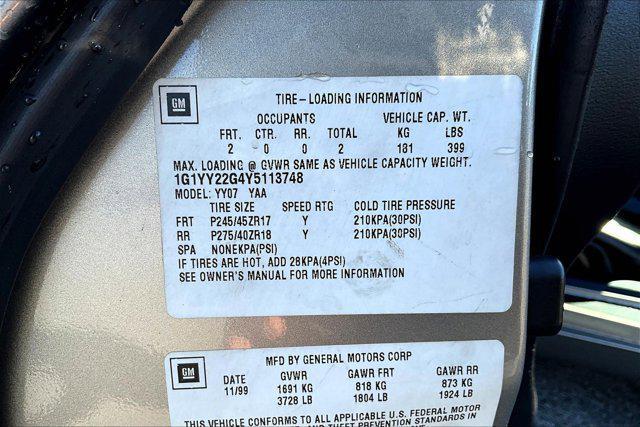 GM
TIRE-LOADING INFORMATION
OCCUPANTS VEHICLE CAP. WT.
FRT. CTR. RR. TOTAL KG LBS
2 0 0 2 181 399
MAX. LOADING @ GVWR SAME AS VEHICLE CAPACITY WEIGHT.
1G1YY22G4Y5113748
MODEL: YY07 YAA
TIRE SIZE SPEED RTG COLD TIRE PRESSURE
FRT P245/45ZR17 Y 210KPA(30PSI)
RR P275/40ZR18 Y 210KPA(30PSI)
SPA NONEKPA(PSI)
IF TIRES ARE HOT, ADD 28KPA(4PSI)
SEE OWNER'S MANUAL FOR MORE INFORMATION
GM
MFD BY GENERAL MOTORS CORP
DATE GVWR GAWR FRT GAWR RR
11/99 1691 KG 818 KG 873 KG
3728 LB 1804 LB 1924 LB
THIS VEHICLE CONFORMS TO ALL APPLICABLE U.S. FEDERAL MOTOR
AND THEFT PREVENTION STANDARDS IN